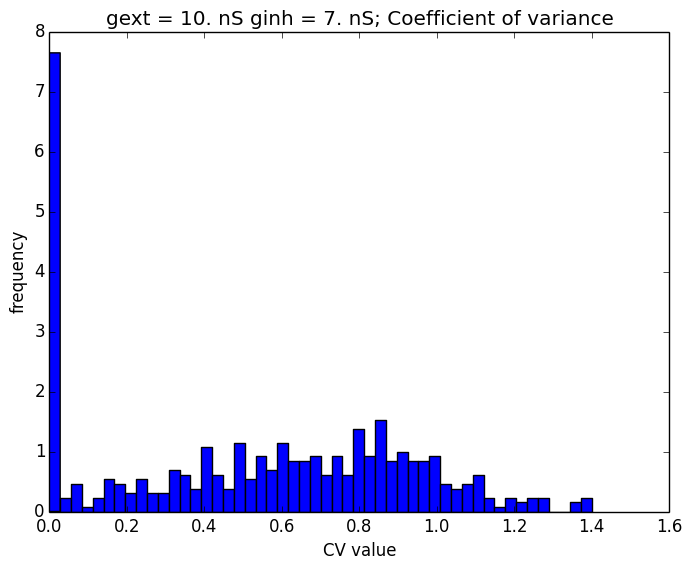 gext = 10. nS ginh = 7. nS; Coefficient of variance
8
7
6
5
4
3
2
1
0
frequency
0.0 0.2 0.4 0.6 0.8 1.0 1.2 1.4 1.6
CV value